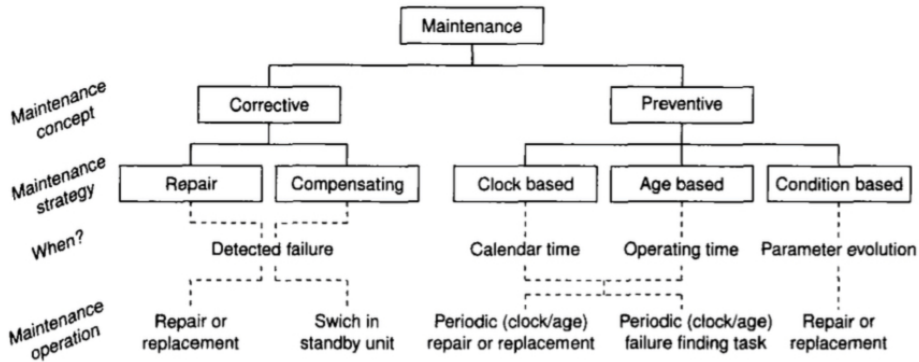 Maintenance
Maintenance
concept
Corrective
Preventive
Maintenance
strategy
Repair
Compensating
Clock based
Age based
Condition based
When?
Detected failure
Calendar time
Operating time
Parameter evolution
Maintenance
operation
Repair or
replacement
Swich in
standby unit
Periodic (clock/age)
repair or replacement
Periodic (clock/age)
failure finding task
Repair or
replacement